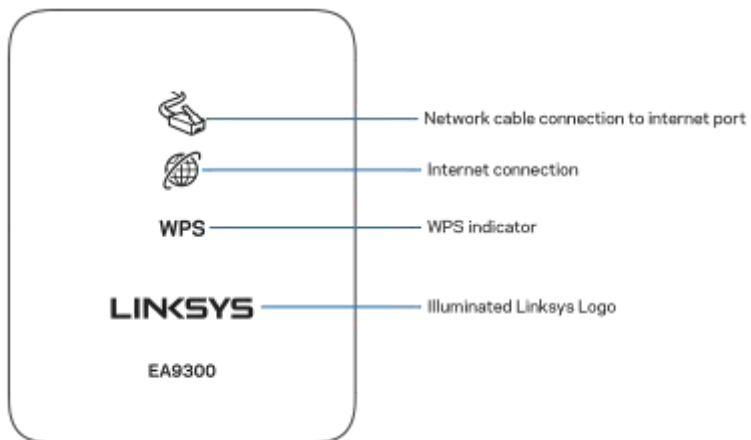 Network cable connection to internet port
Internet connection
WPS
WPS indicator
LINKSYS
Illuminated Linksys Logo
EA9300